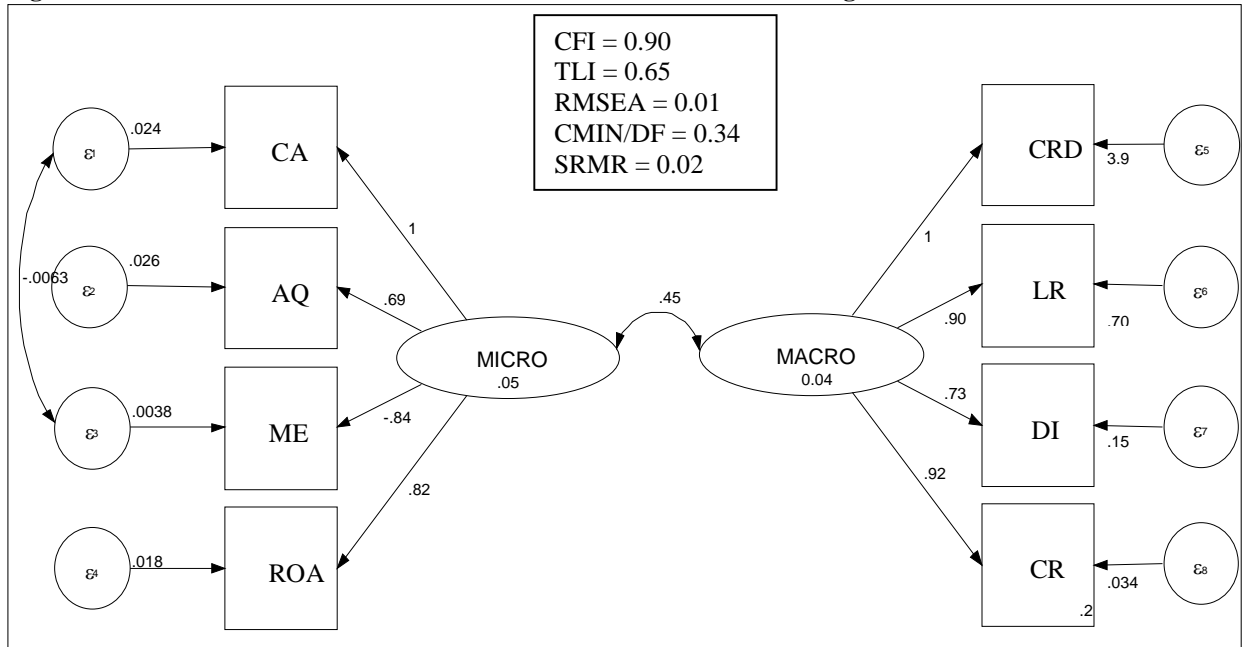 CFI = 0.90
TLI = 0.65
RMSEA = 0.01
CMIN/DF = 0.34
SRMR = 0.02
ε1
.024
CA
1
-.0063
ε2
.026
AQ
.69
ε3
.0038
ME
-.84
ε4
.018
ROA
.82
MICRO
.05
.45
MACRO
0.04
1
CRD
3.9
ε5
.90
LR
.70
ε6
.73
DI
.15
ε7
.92
CR
.2
.034
ε8